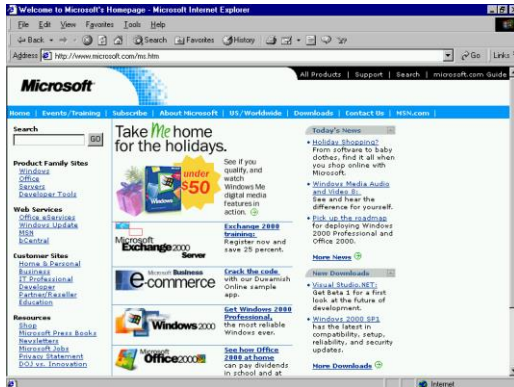 Welcome to Microsoft's Homepage - Microsoft Internet Explorer
File Edit View Favorites Tools Help
Back Search Favorites History
Address http://www.microsoft.com/ms.htm Go Links
All Products | Support | Search | microsoft.com Guide
Microsoft
Home | Events/Training | Subscribe | About Microsoft | US/Worldwide | Downloads | Contact Us | MSN.com |
Search
GO
Product Family Sites
Windows
Office
Servers
Developer Tools
Web Services
Office eServices
Windows Update
MSN
bCentral
Customer Sites
Home & Personal
Business
IT Professional
Developer
Partner/Reseller
Education
Resources
Shop
Microsoft Press Books
Newsletters
Microsoft Jobs
Privacy Statement
DOJ vs. Innovation
Take Me home
for the holidays.
under
$50
See if you
qualify, and
watch
Windows Me
digital media
features in
action.
Microsoft
Exchange 2000
Server
Exchange 2000
training:
Register now and
save 25 percent.
Microsoft Business
e-commerce
Crack the code
with our Duwamish
Online sample
app.
Windows 2000
Get Windows 2000
Professional,
the most reliable
Windows ever.
Microsoft
Office 2000
See how Office
2000 at home
can pay dividends
in school and at
Today's News
Holiday Shopping?
From software to baby
clothes, find it all when
you shop online with
Microsoft.
Windows Media Audio
and Video 8:
See and hear the
difference for yourself.
Pick up the roadmap
for deploying Windows
2000 Professional and
Office 2000.
More News
New Downloads
Visual Studio.NET:
Get Beta 1 for a first
look at the future of
development.
Windows 2000 SP1
has the latest in
compatibility, setup,
reliability, and security
updates.
More Downloads
Internet